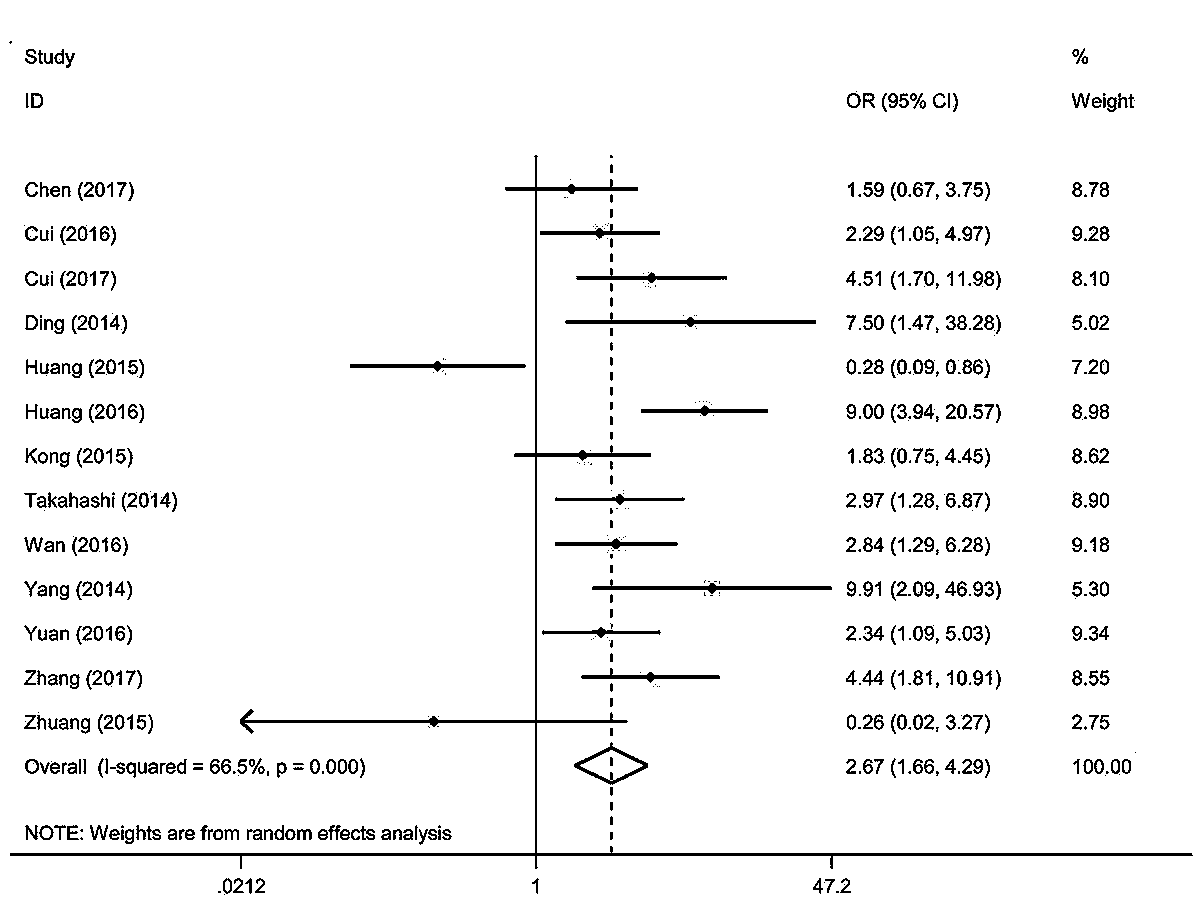 Study %
ID OR (95% CI) Weight
Chen (2017) 1.59 (0.67, 3.75) 8.78
Cui (2016) 2.29 (1.05, 4.97) 9.28
Cui (2017) 4.51 (1.70, 11.98) 8.10
Ding (2014) 7.50 (1.47, 38.28) 5.02
Huang (2015) 0.28 (0.09, 0.86) 7.20
Huang (2016) 9.00 (3.94, 20.57) 8.98
Kong (2015) 1.83 (0.75, 4.45) 8.62
Takahashi (2014) 2.97 (1.28, 6.87) 8.90
Wan (2016) 2.84 (1.29, 6.28) 9.18
Yang (2014) 9.91 (2.09, 46.93) 5.30
Yuan (2016) 2.34 (1.09, 5.03) 9.34
Zhang (2017) 4.44 (1.81, 10.91) 8.55
Zhuang (2015) 0.26 (0.02, 3.27) 2.75
Overall (I-squared = 66.5%, p = 0.000) 2.67 (1.66, 4.29) 100.00
NOTE: Weights are from random effects analysis
.0212 1 47.2